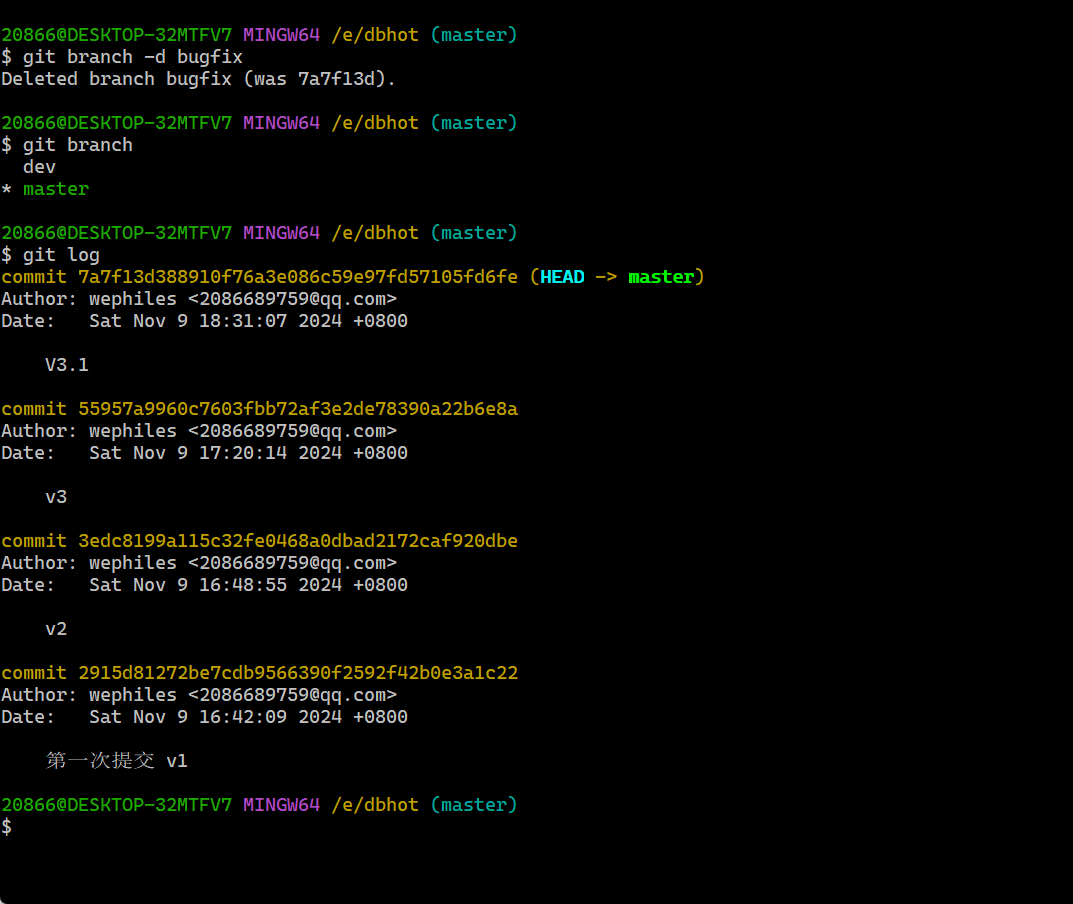 20866@DESKTOP-32MTFV7 MINGW64 /e/dbhot (master)
$ git branch -d bugfix
Deleted branch bugfix (was 7a7f13d).
20866@DESKTOP-32MTFV7 MINGW64 /e/dbhot (master)
$ git branch
  dev
* master
20866@DESKTOP-32MTFV7 MINGW64 /e/dbhot (master)
$ git log
commit 7a7f13d388910f76a3e086c59e97fd57105fd6fe (HEAD -> master)
Author: wephiles <2086689759@qq.com>
Date:   Sat Nov 9 18:31:07 2024 +0800
    V3.1
commit 55957a9960c7603fbb72af3e2de78390a22b6e8a
Author: wephiles <2086689759@qq.com>
Date:   Sat Nov 9 17:20:14 2024 +0800
    v3
commit 3edc8199a115c32fe0468a0dbad2172caf920dbe
Author: wephiles <2086689759@qq.com>
Date:   Sat Nov 9 16:48:55 2024 +0800
    v2
commit 2915d81272be7cdb9566390f2592f42b0e3a1c22
Author: wephiles <2086689759@qq.com>
Date:   Sat Nov 9 16:42:09 2024 +0800
    第一次提交 v1
20866@DESKTOP-32MTFV7 MINGW64 /e/dbhot (master)
$